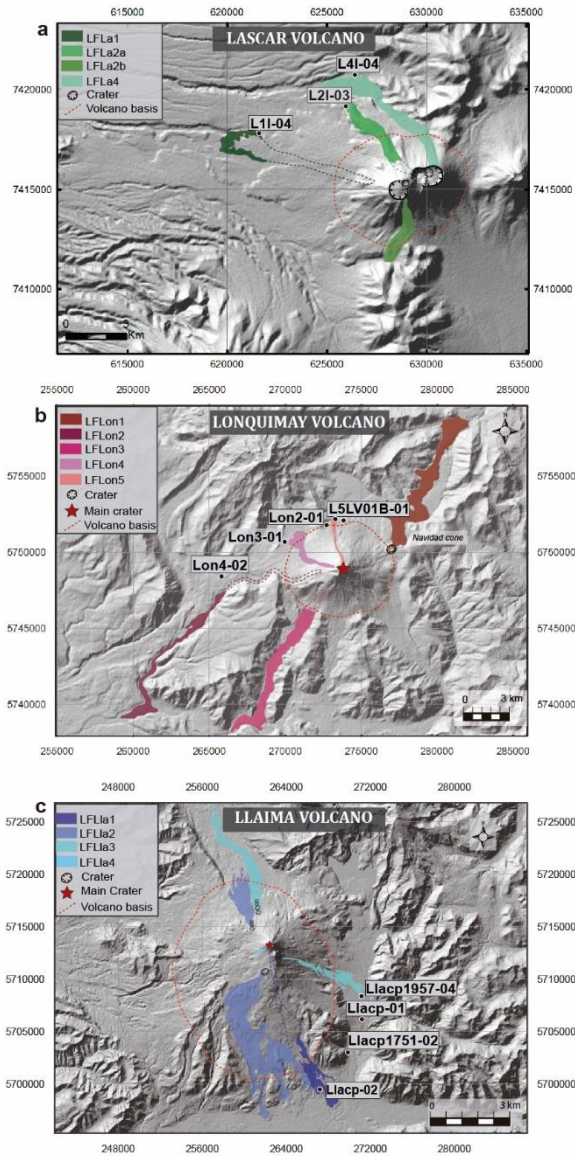 615000 620000 625000 630000 635000
a
LASCAR VOLCANO
LFLa1
LFLa2a
LFLa2b
LFLa4
Crater
Volcano basis
L4I-04
L2I-03
L1I-04
7420000 7420000
7415000 7415000
7410000 7410000
0 3
Km
615000 620000 625000 630000 635000
255000 260000 265000 270000 275000 280000 285000
b
LONQUIMAY VOLCANO
LFLon1
LFLon2
LFLon3
LFLon4
LFLon5
Crater
Main crater
Volcano basis
N
L5LV01B-01
Lon2-01
Lon3-01
Navidad cone
Lon4-02
5755000 5755000
5750000 5750000
5745000 5745000
5740000 5740000
0 3 km
255000 260000 265000 270000 275000 280000 285000
248000 256000 264000 272000 280000
c
LLAIMA VOLCANO
LFLla1
LFLla2
LFLla3
LFLla4
Crater
Main Crater
Volcano basis
Llacp1957-04
Llacp-01
Llacp1751-02
Llacp-02
5725000 5725000
5720000 5720000
5715000 5715000
5710000 5710000
5705000 5705000
5700000 5700000
0 3 km
248000 256000 264000 272000 280000